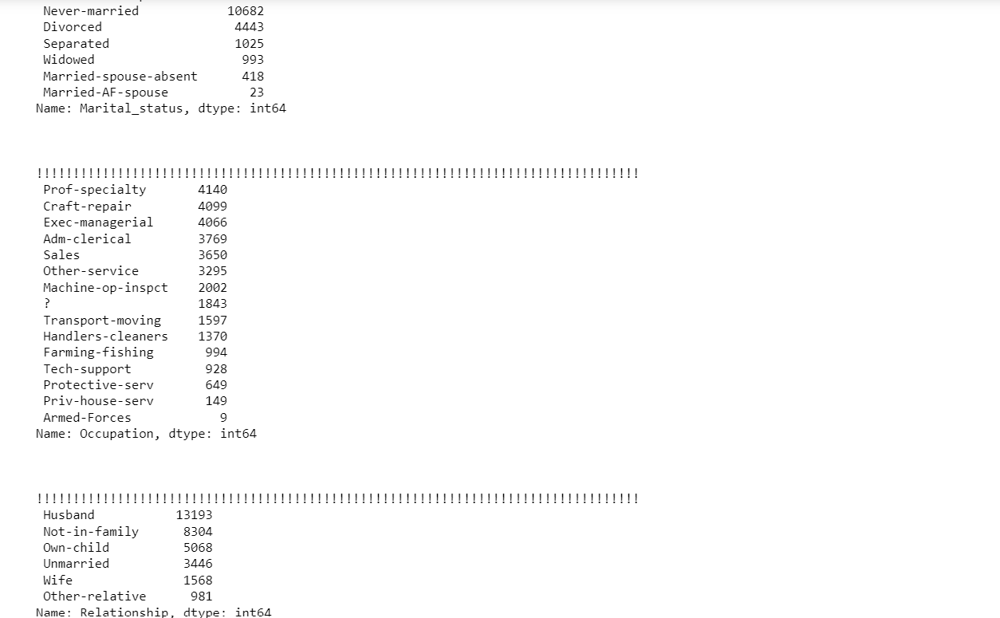 Never-married 10682
Divorced 4443
Separated 1025
Widowed 993
Married-spouse-absent 418
Married-AF-spouse 23
Name: Marital_status, dtype: int64
!!!!!!!!!!!!!!!!!!!!!!!!!!!!!!!!!!!!!!!!!!!!!!!!!!!!!!!!!!!!!!!!!!!!!!!!!!!!!!!!!!
Prof-specialty 4140
Craft-repair 4099
Exec-managerial 4066
Adm-clerical 3769
Sales 3650
Other-service 3295
Machine-op-inspct 2002
? 1843
Transport-moving 1597
Handlers-cleaners 1370
Farming-fishing 994
Tech-support 928
Protective-serv 649
Priv-house-serv 149
Armed-Forces 9
Name: Occupation, dtype: int64
!!!!!!!!!!!!!!!!!!!!!!!!!!!!!!!!!!!!!!!!!!!!!!!!!!!!!!!!!!!!!!!!!!!!!!!!!!!!!!!!!!
Husband 13193
Not-in-family 8304
Own-child 5068
Unmarried 3446
Wife 1568
Other-relative 981
Name: Relationship, dtype: int64